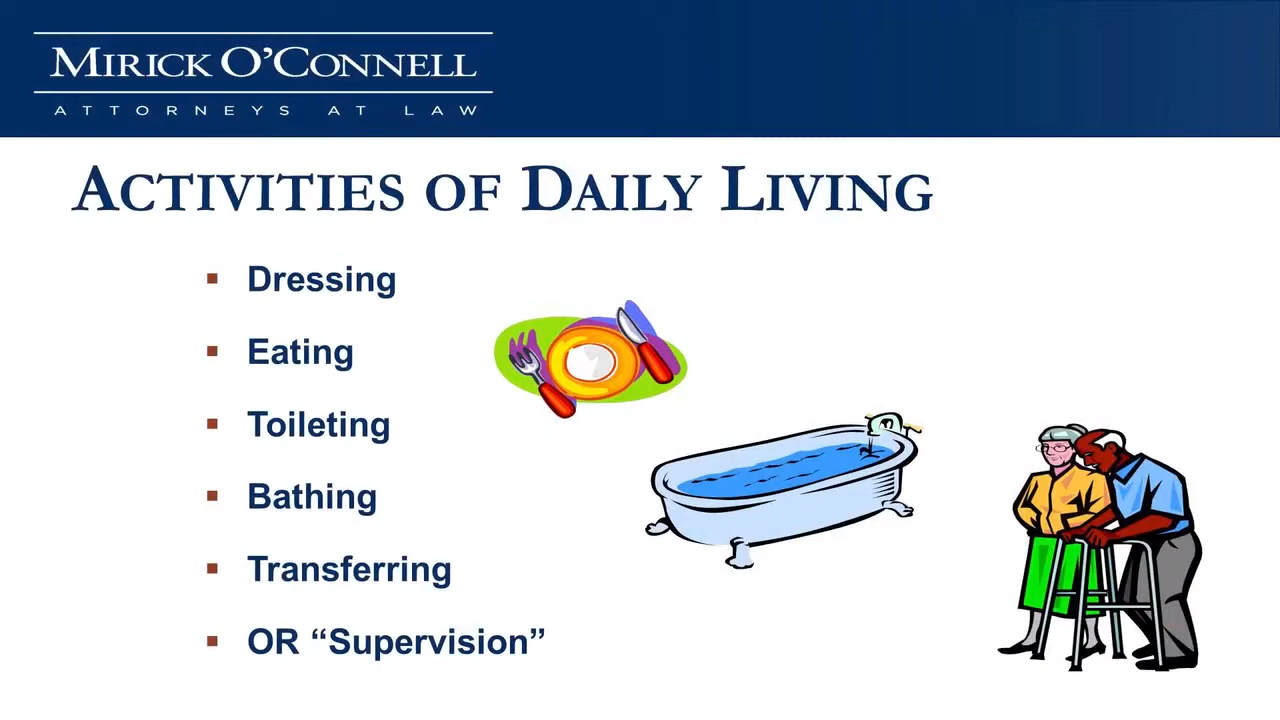 MIRICK O’CONNELL
ATTORNEYS AT LAW
ACTIVITIES OF DAILY LIVING
▪ Dressing
▪ Eating
▪ Toileting
▪ Bathing
▪ Transferring
▪ OR “Supervision”